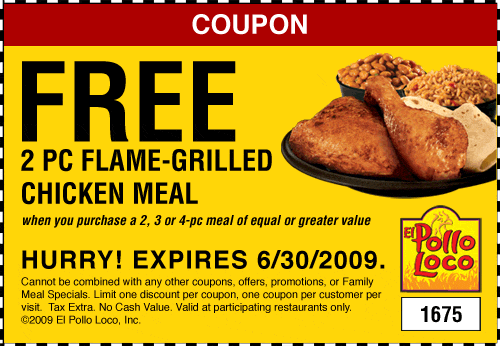 COUPON
FREE
2 PC FLAME-GRILLED
CHICKEN MEAL
when you purchase a 2, 3 or 4-pc meal of equal or greater value
HURRY! EXPIRES 6/30/2009.
Cannot be combined with any other coupons, offers, promotions, or Family
Meal Specials. Limit one discount per coupon, one coupon per customer per
visit. Tax Extra. No Cash Value. Valid at participating restaurants only.
©2009 El Pollo Loco, Inc.
El Pollo
Loco
1675